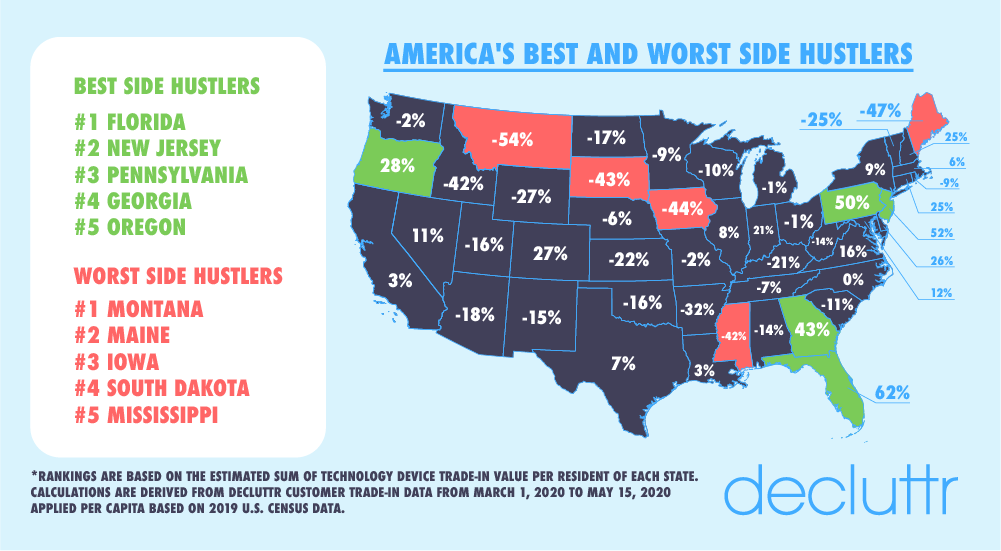 AMERICA'S BEST AND WORST SIDE HUSTLERS
BEST SIDE HUSTLERS
#1 FLORIDA
#2 NEW JERSEY
#3 PENNSYLVANIA
#4 GEORGIA
#5 OREGON
WORST SIDE HUSTLERS
#1 MONTANA
#2 MAINE
#3 IOWA
#4 SOUTH DAKOTA
#5 MISSISSIPPI
-2%
-54%
-17%
-9%
-25%
-47%
25%
28%
-42%
-27%
-43%
-10%
-1%
9%
6%
-9%
-44%
50%
25%
11%
-16%
27%
-6%
8%
21%
-1%
-14%
16%
52%
3%
-22%
-2%
-21%
26%
-18%
-15%
-16%
-32%
-7%
0%
12%
-11%
7%
3%
-42%
-14%
43%
62%
*RANKINGS ARE BASED ON THE ESTIMATED SUM OF TECHNOLOGY DEVICE TRADE-IN VALUE PER RESIDENT OF EACH STATE.
CALCULATIONS ARE DERIVED FROM DECLUTTR CUSTOMER TRADE-IN DATA FROM MARCH 1, 2020 TO MAY 15, 2020
APPLIED PER CAPITA BASED ON 2019 U.S. CENSUS DATA.
decluttr